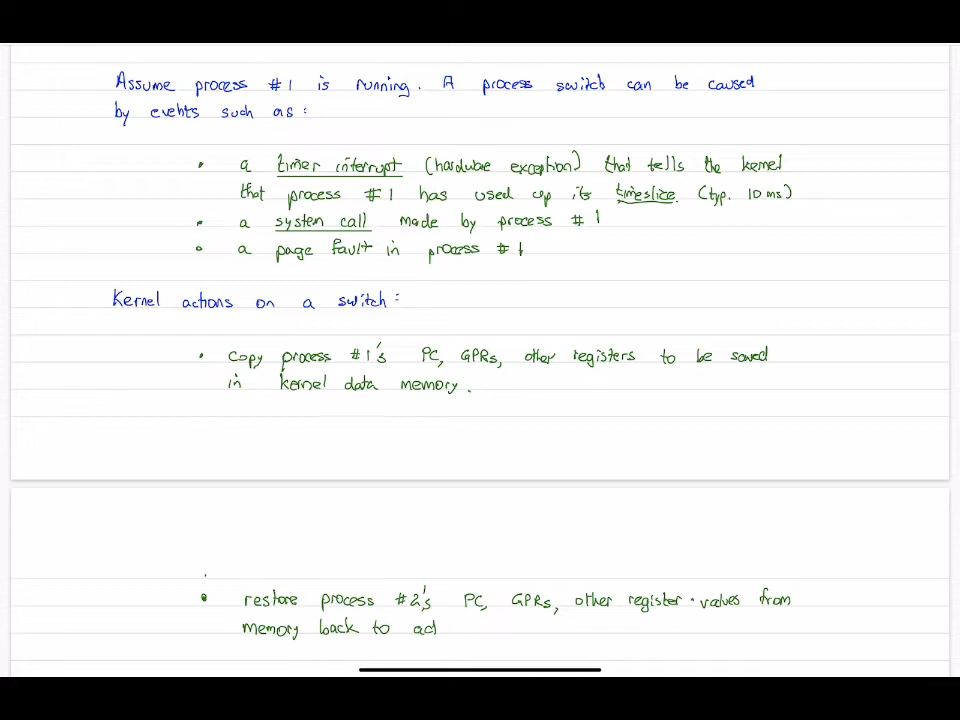 Assume process #1 is running. A process switch can be caused
by events such as:
• a timer interrupt (hardware exception) that tells the kernel
that process #1 has used up its timeslice. (typ. 10 ms)
• a system call made by process #1
• a page fault in process #1
Kernel actions on a switch:
• copy process #1's PC, GPRs, other registers to be saved
in kernel data memory.
• restore process #2's PC, GPRs, other register values from
memory back to act